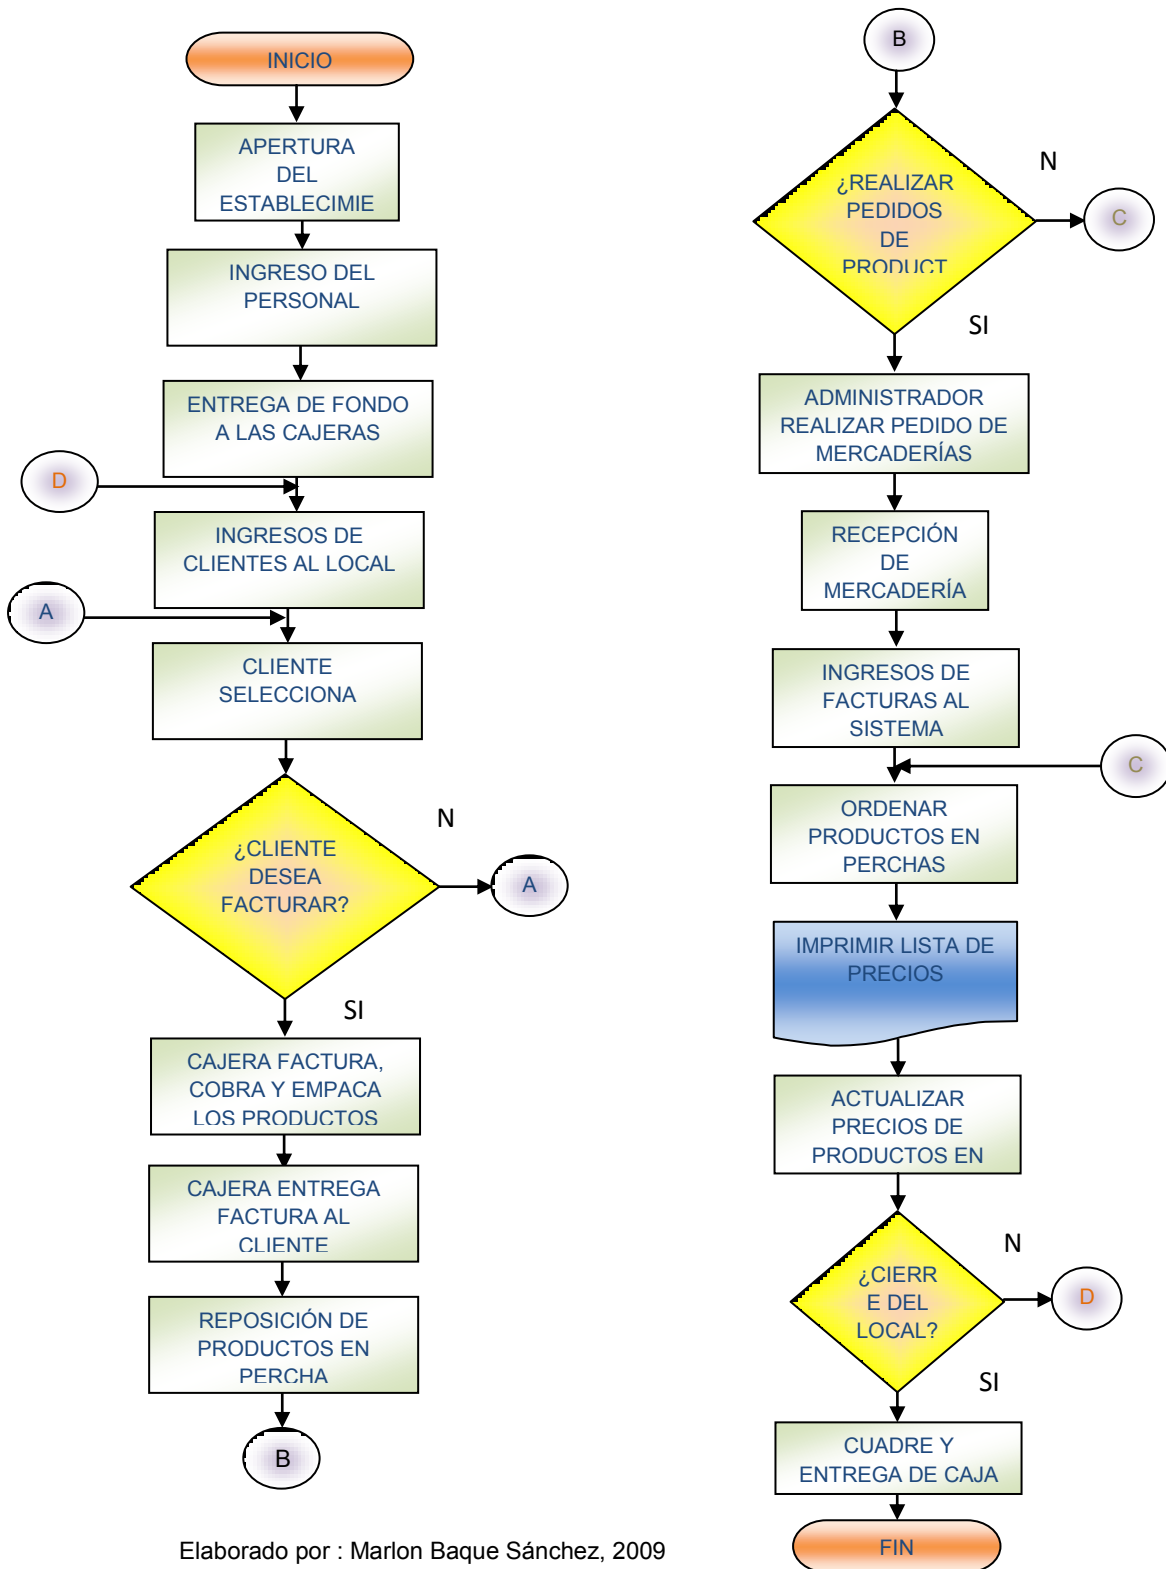 INICIO
APERTURA
DEL
ESTABLECIMIE
INGRESO DEL
PERSONAL
ENTREGA DE FONDO
A LAS CAJERAS
D
INGRESOS DE
CLIENTES AL LOCAL
A
CLIENTE
SELECCIONA
¿CLIENTE
DESEA
FACTURAR?
N
A
SI
CAJERA FACTURA,
COBRA Y EMPACA
LOS PRODUCTOS
CAJERA ENTREGA
FACTURA AL
CLIENTE
REPOSICIÓN DE
PRODUCTOS EN
PERCHA
B
B
¿REALIZAR
PEDIDOS
DE
PRODUCT
N
C
SI
ADMINISTRADOR
REALIZAR PEDIDO DE
MERCADERÍAS
RECEPCIÓN
DE
MERCADERÍA
INGRESOS DE
FACTURAS AL
SISTEMA
C
ORDENAR
PRODUCTOS EN
PERCHAS
IMPRIMIR LISTA DE
PRECIOS
ACTUALIZAR
PRECIOS DE
PRODUCTOS EN
¿CIERR
E DEL
LOCAL?
N
D
SI
CUADRE Y
ENTREGA DE CAJA
FIN
Elaborado por : Marlon Baque Sánchez, 2009